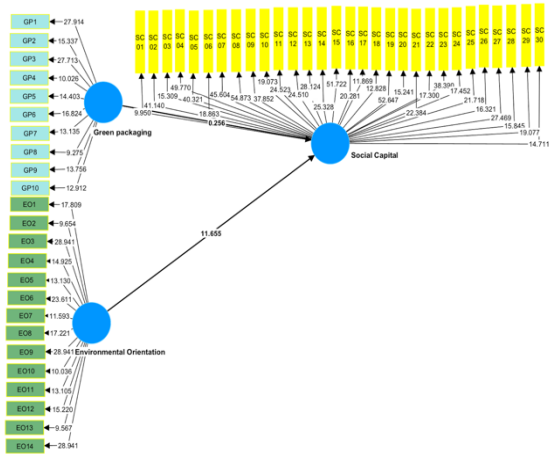 SC 01
SC 02
SC 03
SC 04
SC 05
SC 06
SC 07
SC 08
SC 09
SC 10
SC 11
SC 12
SC 13
SC 14
SC 15
SC 16
SC 17
SC 18
SC 19
SC 20
SC 21
SC 22
SC 23
SC 24
SC 25
SC 26
SC 27
SC 28
SC 29
SC 30
GP1 27.914
GP2 15.337
GP3 27.713
GP4 10.026
GP5 14.403
GP6 16.824
GP7 13.135
GP8 9.275
GP9 13.756
GP10 12.912
Green packaging
9.950
41.140
15.309
49.770
40.321
18.863
45.604
54.873
37.852
19.073
24.523
24.510
28.124
25.328
51.722
20.281
11.869
12.828
52.647
15.241
17.300
22.384
38.390
17.452
21.718
16.321
27.469
15.845
19.077
14.711
0.256
Social Capital
11.655
EO1 17.809
EO2 9.654
EO3 28.941
EO4 14.925
EO5 13.130
EO6 23.611
EO7 11.593
EO8 17.221
EO9 28.941
EO10 10.036
EO11 13.105
EO12 15.220
EO13 9.567
EO14 28.941
Environmental Orientation